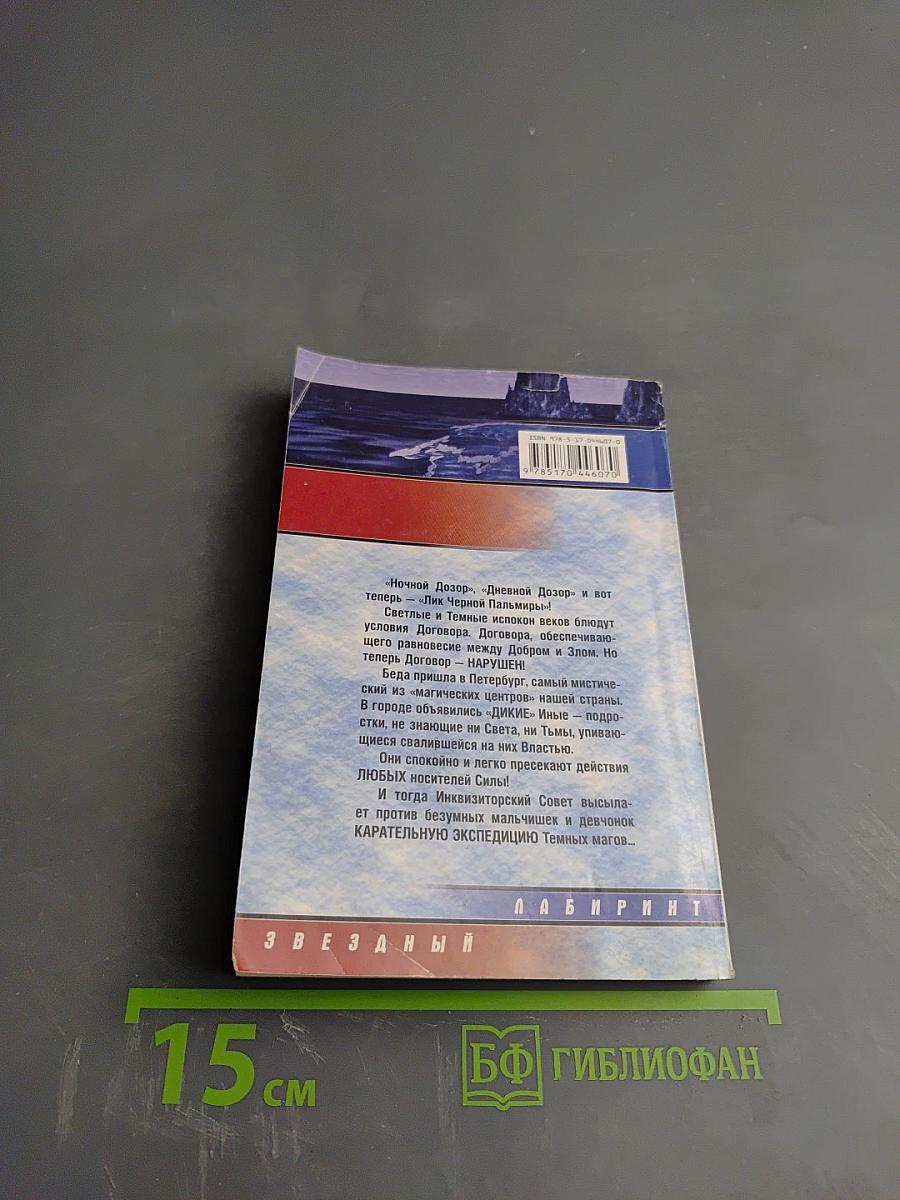 ISBN 978-5-17-044607-0
9 785170 446070
«Ночной Дозор», «Дневной Дозор» и вот
теперь — «Лик Черной Пальмиры»!
Светлые и Темные испокон веков блюдут
условия Договора. Договора, обеспечиваю-
щего равновесие между Добром и Злом. Но
теперь Договор — НАРУШЕН!
Беда пришла в Петербург, самый мистиче-
ский из «магических центров» нашей страны.
В городе объявились «ДИКИЕ» Иные — подро-
стки, не знающие ни Света, ни Тьмы, упиваю-
щиеся свалившейся на них Властью.
Они спокойно и легко пресекают действия
ЛЮБЫХ носителей Силы!
И тогда Инквизиторский Совет высыла-
ет против безумных мальчишек и девчонок
КАРАТЕЛЬНУЮ ЭКСПЕДИЦИЮ Темных магов...
ЛАБИРИНТ
ЗВЕЗДНЫЙ
15 см
БФ ГИБЛИОФАН